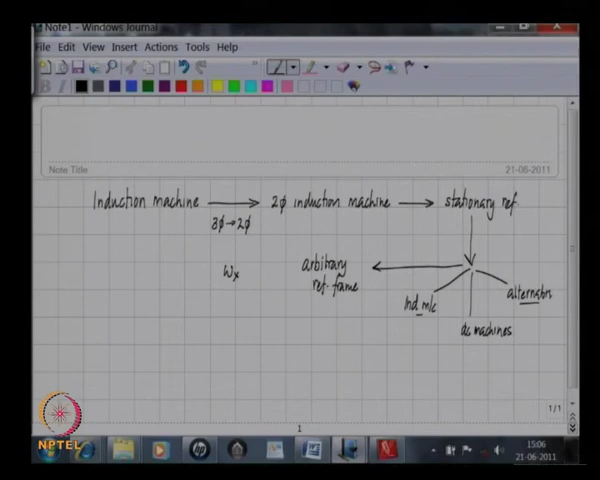 Note1 - Windows Journal
File Edit View Insert Actions Tools Help
Note Title
21-06-2011
Induction machine 2φ induction machine stationary ref.
3φ→2φ
ωx
arbitrary
ref. frame
Ind m/c
alternators
dc machines
1/1
1
NPTEL
15:06
21-06-2011